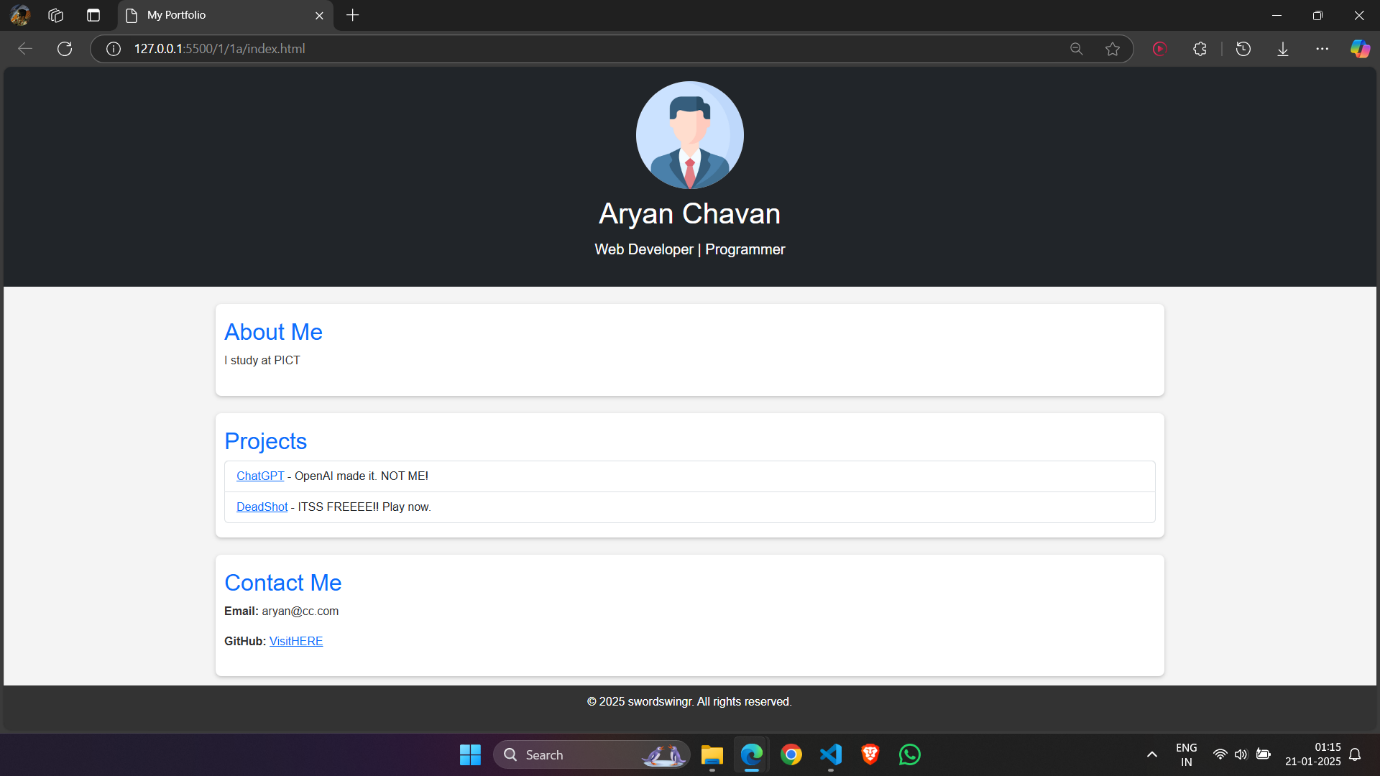 My Portfolio
127.0.0.1:5500/1/1a/index.html
Aryan Chavan
Web Developer | Programmer
About Me
I study at PICT
Projects
ChatGPT - OpenAI made it. NOT ME!
DeadShot - ITSS FREEEE!! Play now.
Contact Me
Email: aryan@cc.com
GitHub: VisitHERE
© 2025 swordswingr. All rights reserved.
Search
ENG
IN
01:15
21-01-2025